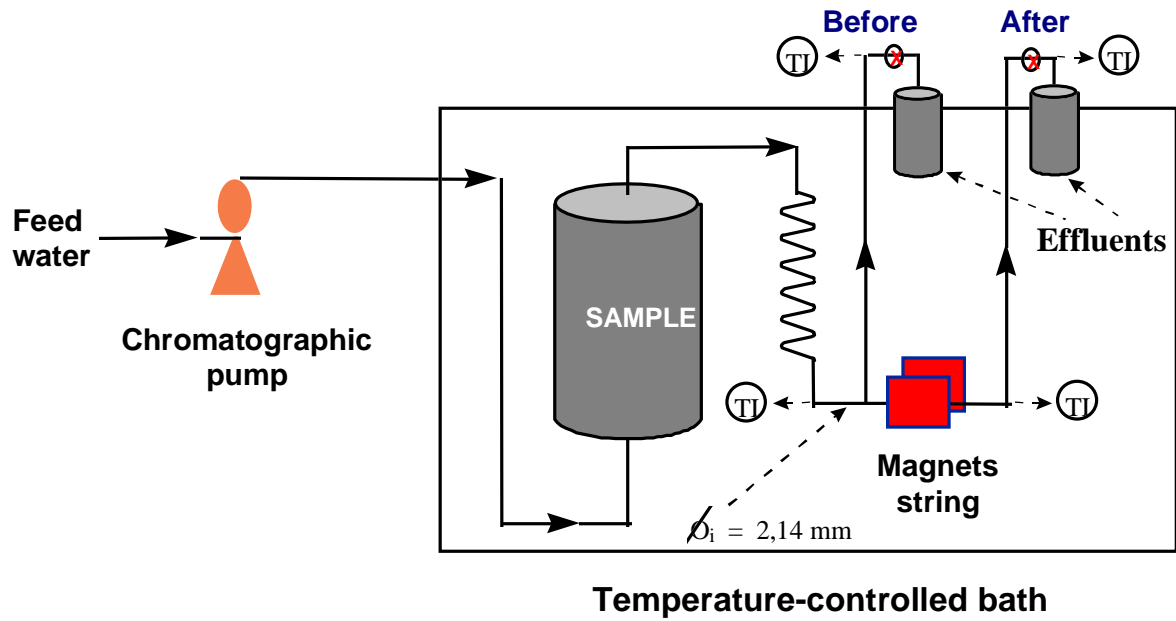 Before
After
TI
TI
Feed
water
Effluents
SAMPLE
Chromatographic
pump
TI
TI
Magnets
string
Øi = 2,14 mm
Temperature-controlled bath